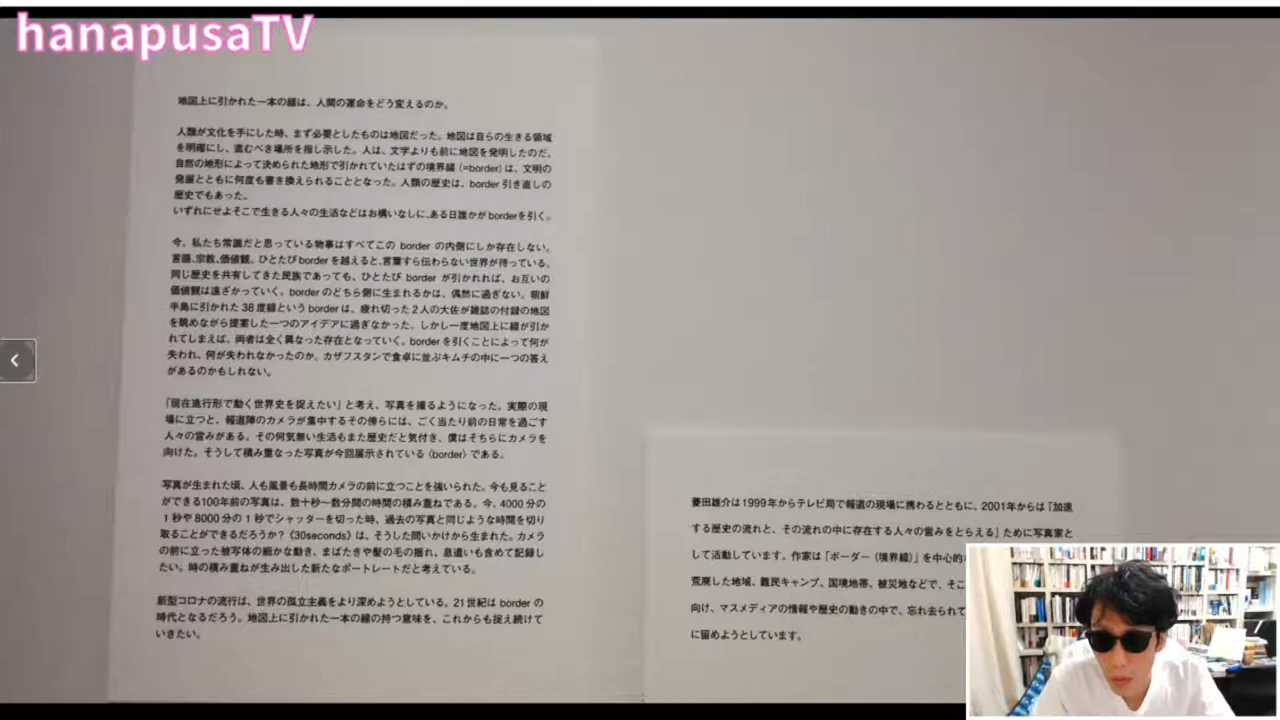 hanapusaTV
地図上に引かれた一本の線は、人間の運命をどう変えるのか。
人類が文化を手にした時、まず必要としたものは地図だった。地図は自らの生きる領域
を明確にし、進むべき場所を指し示した。人は、文字よりも前に地図を発明したのだ。
自然の地形によって決められた地形で引かれていたはずの境界線(=border)は、文明の
発展とともに何度も書き換えられることとなった。人類の歴史は、border 引き直しの
歴史でもあった。
いずれにせよそこで生きる人々の生活などはお構いなしに、ある日誰かがborderを引く。
今、私たち常識だと思っている物事はすべてこの border の内側にしか存在しない。
言語、宗教、価値観。ひとたびborderを越えると、言葉すら伝わらない世界が待っている。
同じ歴史を共有してきた民族であっても、ひとたび border が引かれれば、お互いの
価値観は遠ざかっていく。borderのどちら側に生まれるかは、偶然に過ぎない。朝鮮
半島に引かれた 38 度線という border は、疲れ切った 2 人の大佐が雑誌の付録の地図
を眺めながら提案した一つのアイデアに過ぎなかった。しかし一度地図上に線が引か
れてしまえば、両者は全く異なった存在となっていく。borderを引くことによって何が
失われ、何が失われなかったのか。カザフスタンで食卓に並ぶキムチの中に一つの答え
があるのかもしれない。
「現在進行形で動く世界史を捉えたい」と考え、写真を撮るようになった。実際の現
場に立つと、報道陣のカメラが集中するその傍らには、ごく当たり前の日常を過ごす
人々の営みがある。その何気無い生活もまた歴史だと気付き、僕はそちらにカメラを
向けた。そうして積み重なった写真が今回展示されている〈border〉である。
写真が生まれた頃、人も風景も長時間カメラの前に立つことを強いられた。今も見ること
ができる100年前の写真は、数十秒〜数分間の時間の積み重ねである。今、4000 分の
1 秒や 8000 分の 1 秒でシャッターを切った時、過去の写真と同じような時間を切り
取ることができるだろうか？《30seconds》は、そうした問いかけから生まれた。カメラ
の前に立った被写体の細かな動き、まばたきや髪の毛の揺れ、息遣いも含めて記録し
たい。時の積み重ねが生み出した新たなポートレートだと考えている。
新型コロナの流行は、世界の孤立主義をより深めようとしている。21 世紀は border の
時代となるだろう。地図上に引かれた一本の線の持つ意味を、これからも捉え続けて
いきたい。
菱田雄介は1999年からテレビ局で報道の現場に携わるとともに、2001年からは「加速
する歴史の流れと、その流れの中に存在する人々の営みをとらえる」ために写真家と
して活動しています。作家は「ボーダー（境界線）」を中心的
荒廃した地域、難民キャンプ、国境地帯、被災地などで、そこ
向け、マスメディアの情報や歴史の動きの中で、忘れ去られて
に留めようとしています。